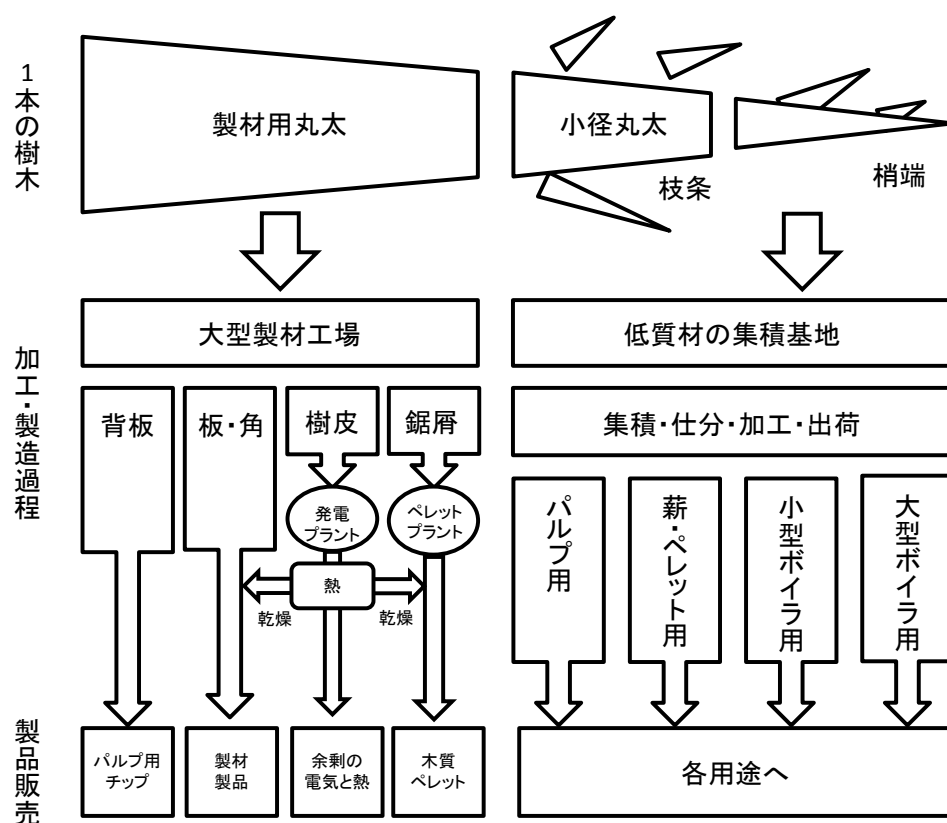 1本の樹木
製材用丸太
小径丸太
枝条
梢端
加工・製造過程
大型製材工場
低質材の集積基地
背板
板・角
樹皮
鋸屑
集積・仕分・加工・出荷
発電
プラント
ペレット
プラント
熱
乾燥
乾燥
パルプ用
薪・ペレット用
小型ボイラ用
大型ボイラ用
製品販売
パルプ用
チップ
製材
製品
余剰の
電気と熱
木質
ペレット
各用途へ